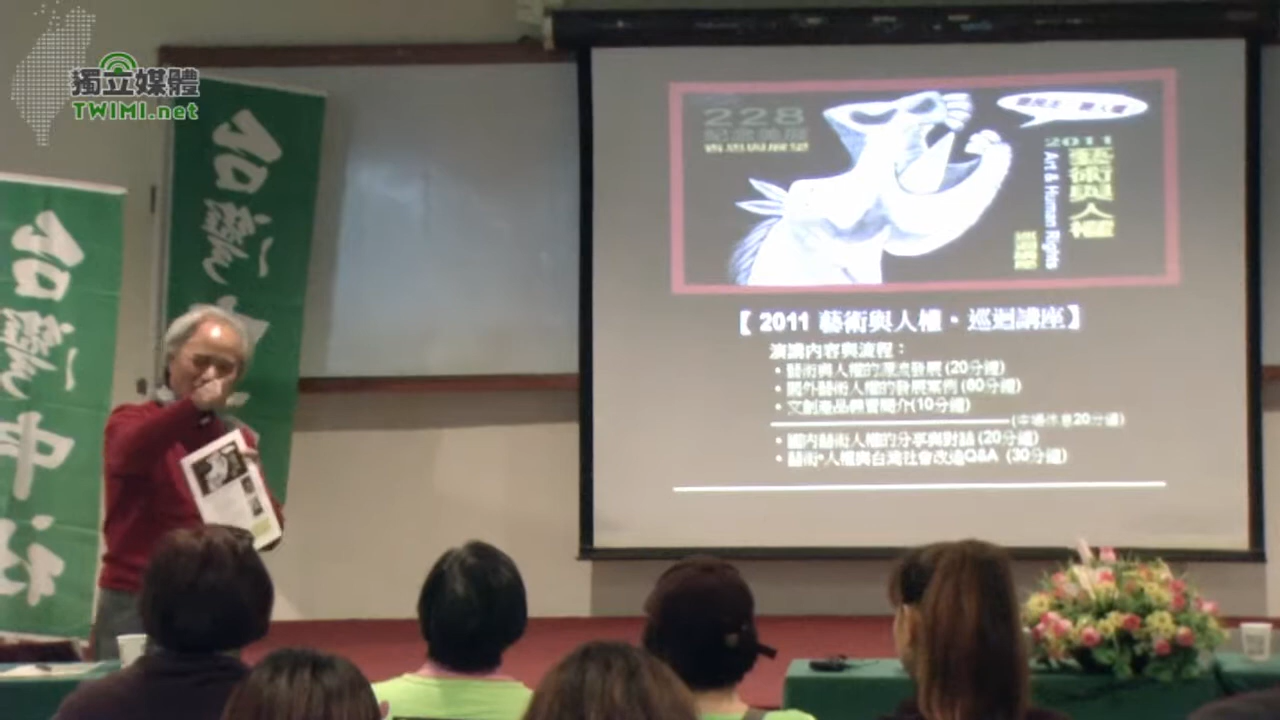 獨立媒體
TWIMI.net
台灣中社
台灣中
228
紀念美展
2011
藝術與人權
Art & Human Rights
【 2011 藝術與人權 · 巡迴講座】
演講內容與流程：
• 藝術與人權的源流發展 (20分鐘)
• 國外藝術人權的發展案例 (60分鐘)
• 文創產品義賣簡介(10分鐘)
(中場休息20分鐘)
• 國內藝術人權的分享與對話 (20分鐘)
• 藝術•人權與台灣社會改造Q&A (30分鐘)